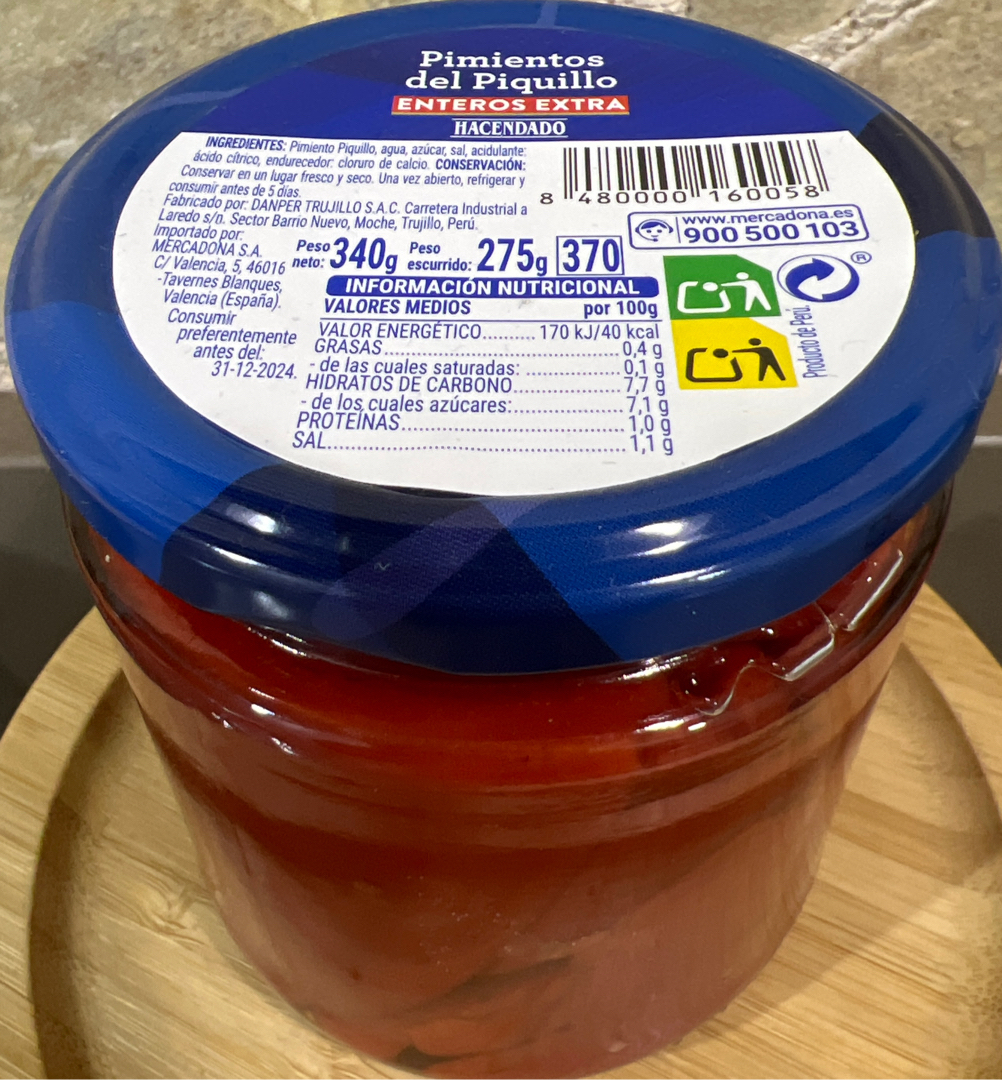 Pimientos
del Piquillo
ENTEROS EXTRA
HACENDADO
INGREDIENTES: Pimiento Piquillo, agua, azúcar, sal, acidulante:
ácido cítrico, endurecedor: cloruro de calcio. CONSERVACIÓN:
Conservar en un lugar fresco y seco. Una vez abierto, refrigerar y
consumir antes de 5 días.
Fabricado por: DANPER TRUJILLO S.A.C. Carretera Industrial a
Laredo s/n. Sector Barrio Nuevo, Moche, Trujillo, Perú.
Importado por:
MERCADONA S.A.
C/ Valencia, 5, 46016
-Tavernes Blanques,
Valencia (España).
Consumir
preferentemente
antes del:
31-12-2024.
Peso neto: 340g Peso escurrido: 275g 370
INFORMACIÓN NUTRICIONAL
VALORES MEDIOS por 100g
VALOR ENERGÉTICO.......... 170 kJ/40 kcal
GRASAS.......... 0,4 g
- de las cuales saturadas:.......... 0,1 g
HIDRATOS DE CARBONO.......... 7,7 g
- de los cuales azúcares:.......... 7,1 g
PROTEÍNAS.......... 1,0 g
SAL.......... 1,1 g
8 480000 160058
www.mercadona.es
900 500 103
®
Producto de Perú